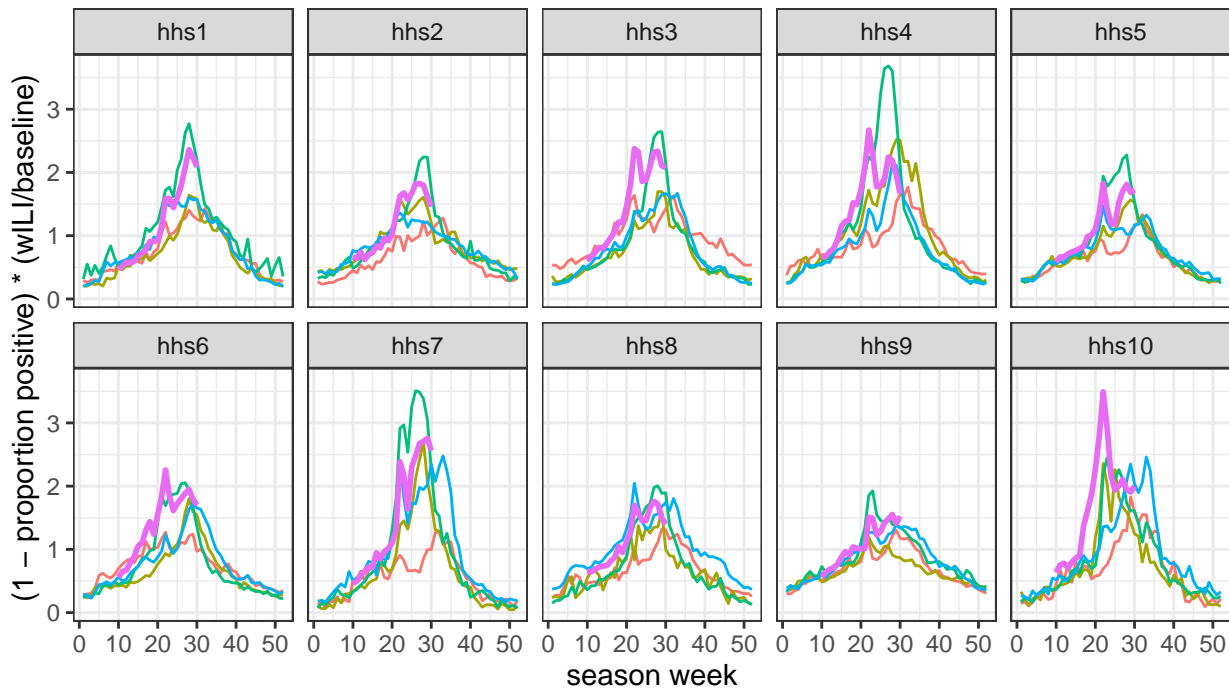 hhs1 hhs2 hhs3 hhs4 hhs5
3
2
1
0
hhs6 hhs7 hhs8 hhs9 hhs10
3
2
1
0
0 10 20 30 40 50 0 10 20 30 40 50 0 10 20 30 40 50 0 10 20 30 40 50 0 10 20 30 40 50
season week
(1 − proportion positive) * (wILI/baseline)